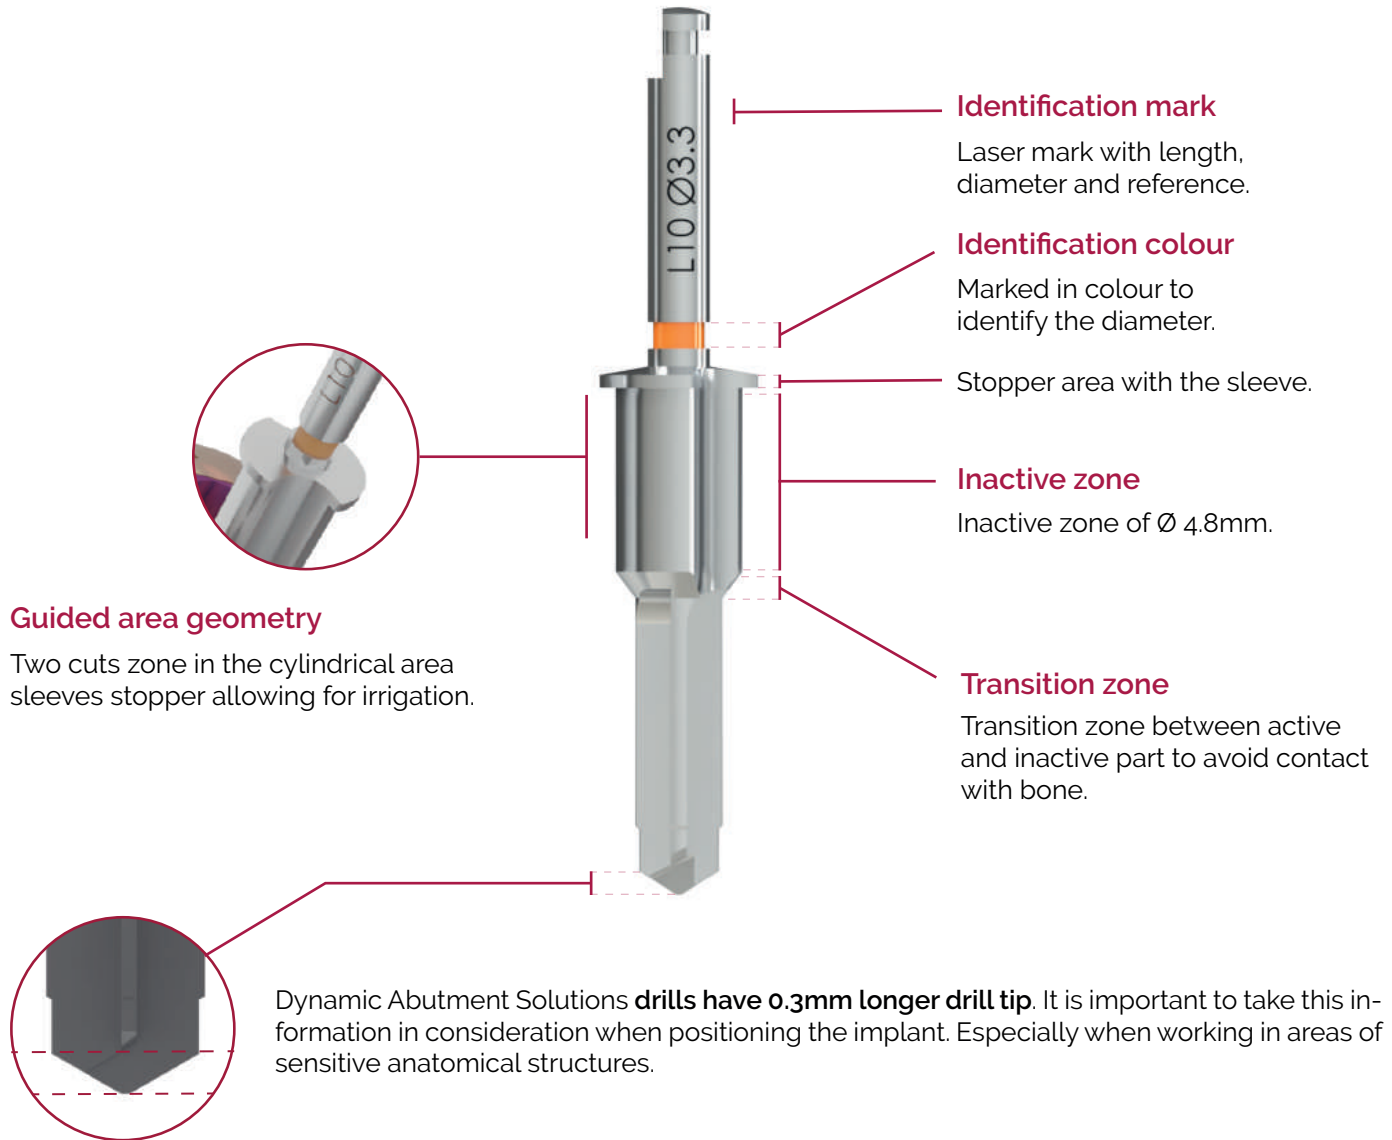 L10 Ø3.3
Identification mark
Laser mark with length,
diameter and reference.
Identification colour
Marked in colour to
identify the diameter.
Stopper area with the sleeve.
L10
Inactive zone
Inactive zone of Ø 4.8mm.
Guided area geometry
Two cuts zone in the cylindrical area
sleeves stopper allowing for irrigation.
Transition zone
Transition zone between active
and inactive part to avoid contact
with bone.
Dynamic Abutment Solutions drills have 0.3mm longer drill tip. It is important to take this in-
formation in consideration when positioning the implant. Especially when working in areas of
sensitive anatomical structures.